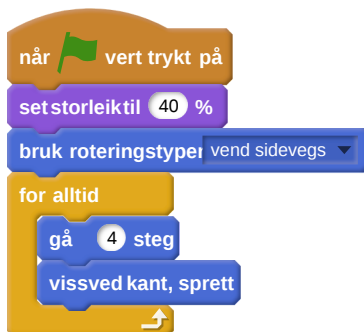 når vert trykt på
set storleik til 40 %
bruk roteringstypen vend sidevegs
for alltid
gå 4 steg
viss ved kant, sprett